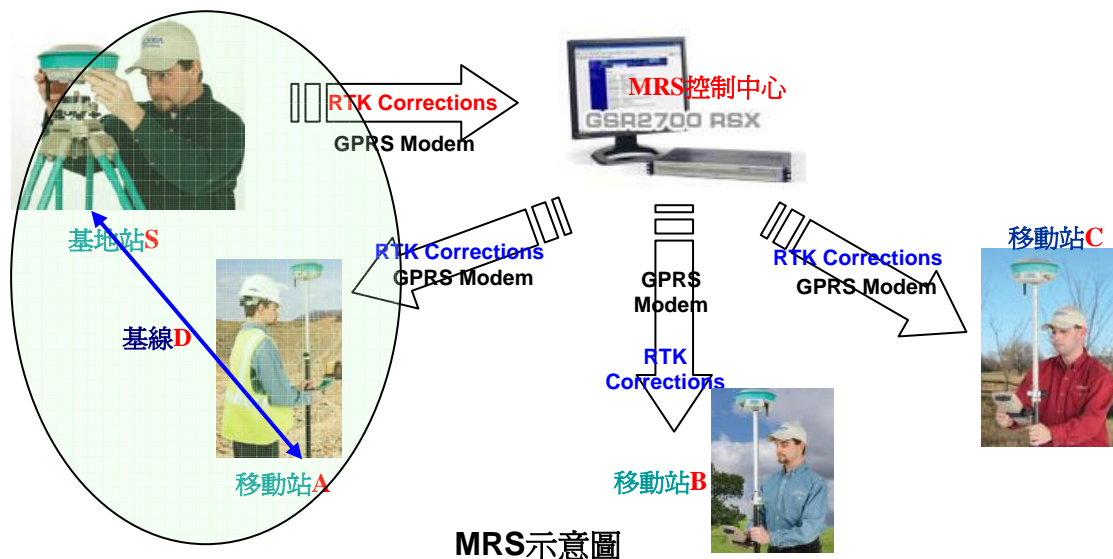 RTK Corrections
GPRS Modem
MRS控制中心
GSR2700 RSX
基地站S
RTK Corrections
GPRS Modem
GPRS
Modem
RTK
Corrections
移動站C
RTK Corrections
GPRS Modem
基線D
移動站A
移動站B
MRS示意圖